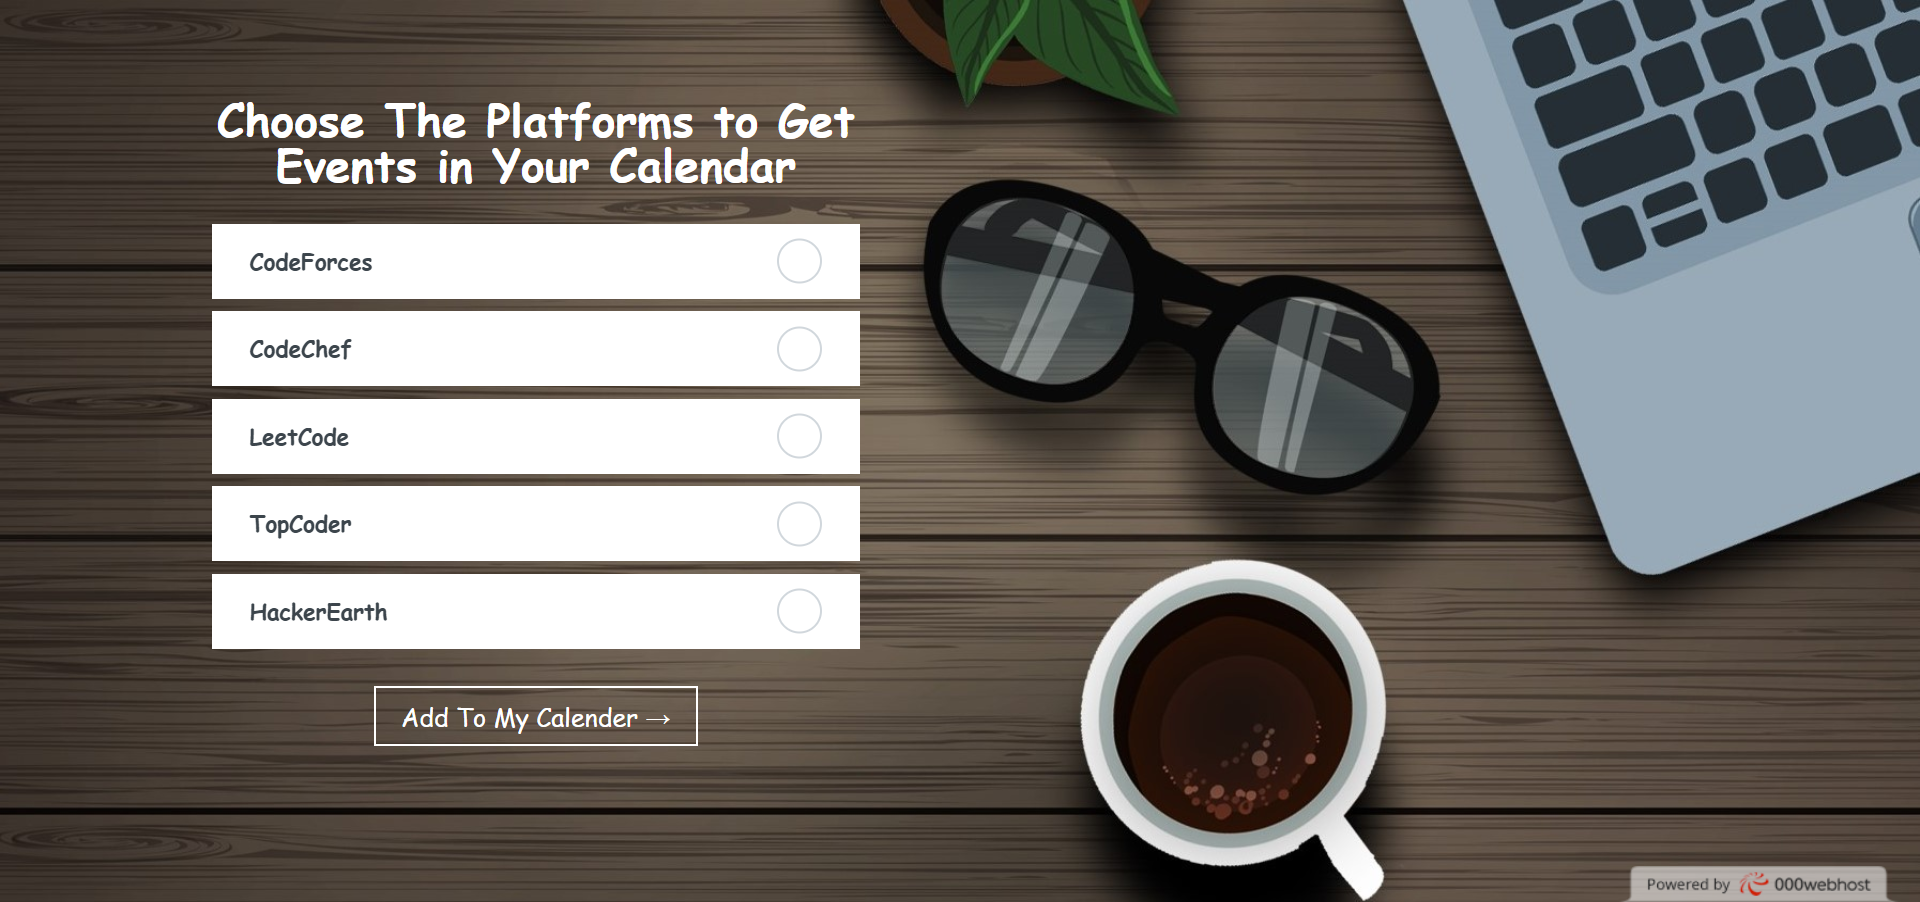 Choose The Platforms to Get
Events in Your Calendar
CodeForces
CodeChef
LeetCode
TopCoder
HackerEarth
Add To My Calender →
Powered by 000webhost